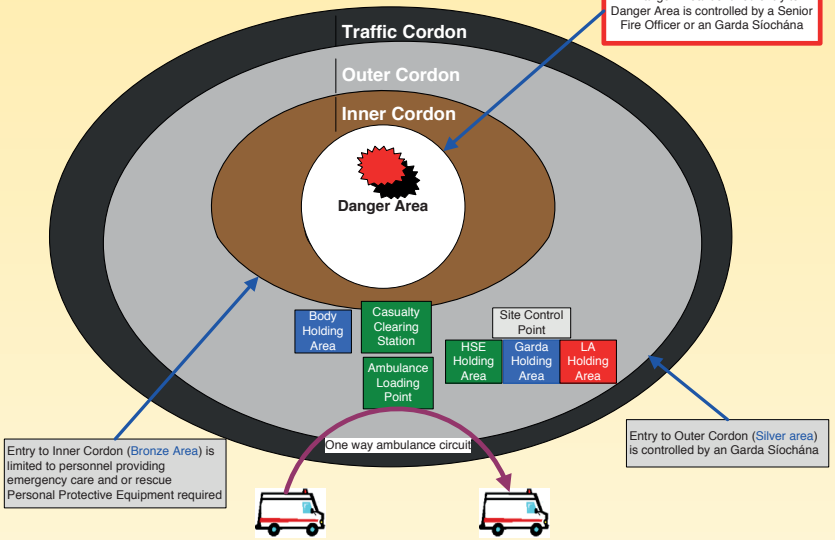 Danger Area is controlled by a Senior
Fire Officer or an Garda Síochána
Traffic Cordon
Outer Cordon
Inner Cordon
Danger Area
Body
Holding
Area
Casualty
Clearing
Station
Ambulance
Loading
Point
Site Control
Point
HSE
Holding
Area
Garda
Holding
Area
LA
Holding
Area
One way ambulance circuit
Entry to Inner Cordon (Bronze Area) is
limited to personnel providing
emergency care and or rescue
Personal Protective Equipment required
Entry to Outer Cordon (Silver area)
is controlled by an Garda Síochána